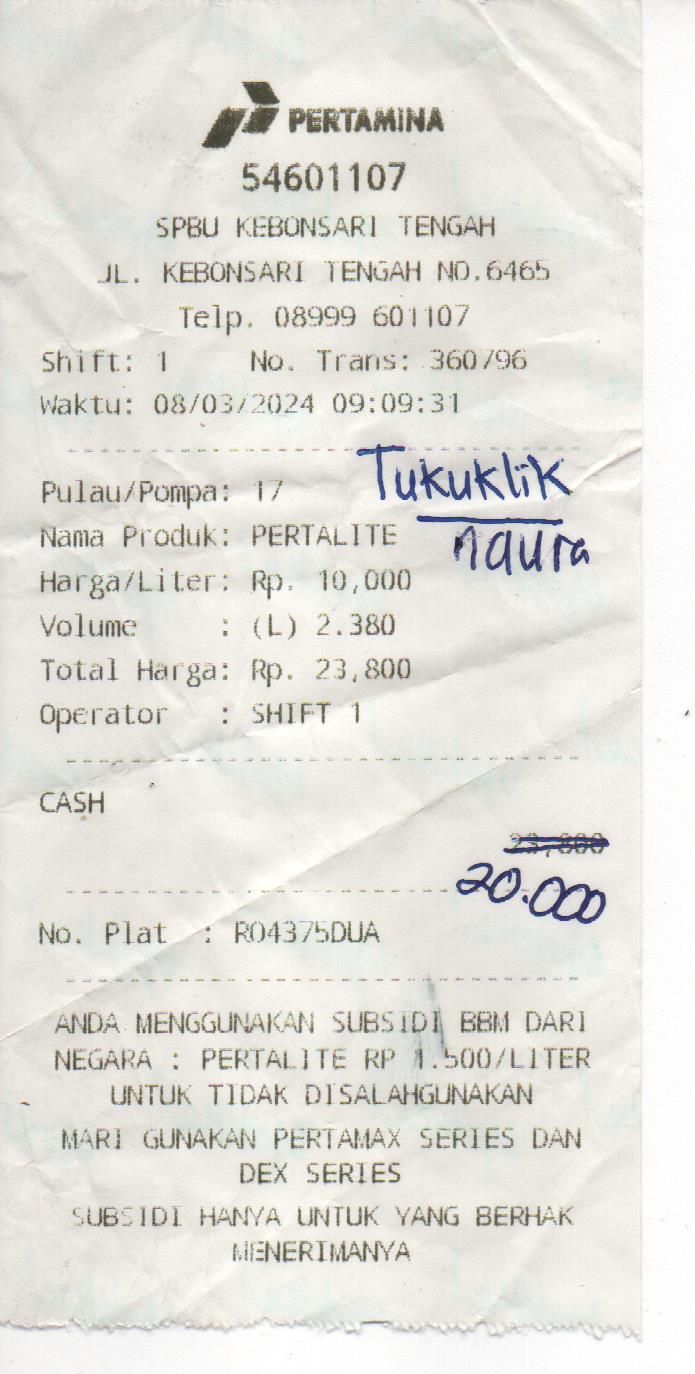 PERTAMINA
54601107
SPBU KEBONSARI TENGAH
JL. KEBONSARI TENGAH NO.6465
Telp. 08999 601107
Shift: 1 No. Trans: 360796
Waktu: 08/03/2024 09:09:31
Tukuklik
Pulau/Pompa: 17
Nama Produk: PERTALITE
naura
Harga/Liter: Rp. 10,000
Volume : (L) 2.380
Total Harga: Rp. 23,800
Operator : SHIFT 1
CASH
23,800
20.000
No. Plat : R04375DUA
ANDA MENGGUNAKAN SUBSIDI BBM DARI
NEGARA : PERTALITE RP 1.500/LITER
UNTUK TIDAK DISALAHGUNAKAN
MARI GUNAKAN PERTAMAX SERIES DAN
DEX SERIES
SUBSIDI HANYA UNTUK YANG BERHAK
MENERIMANYA